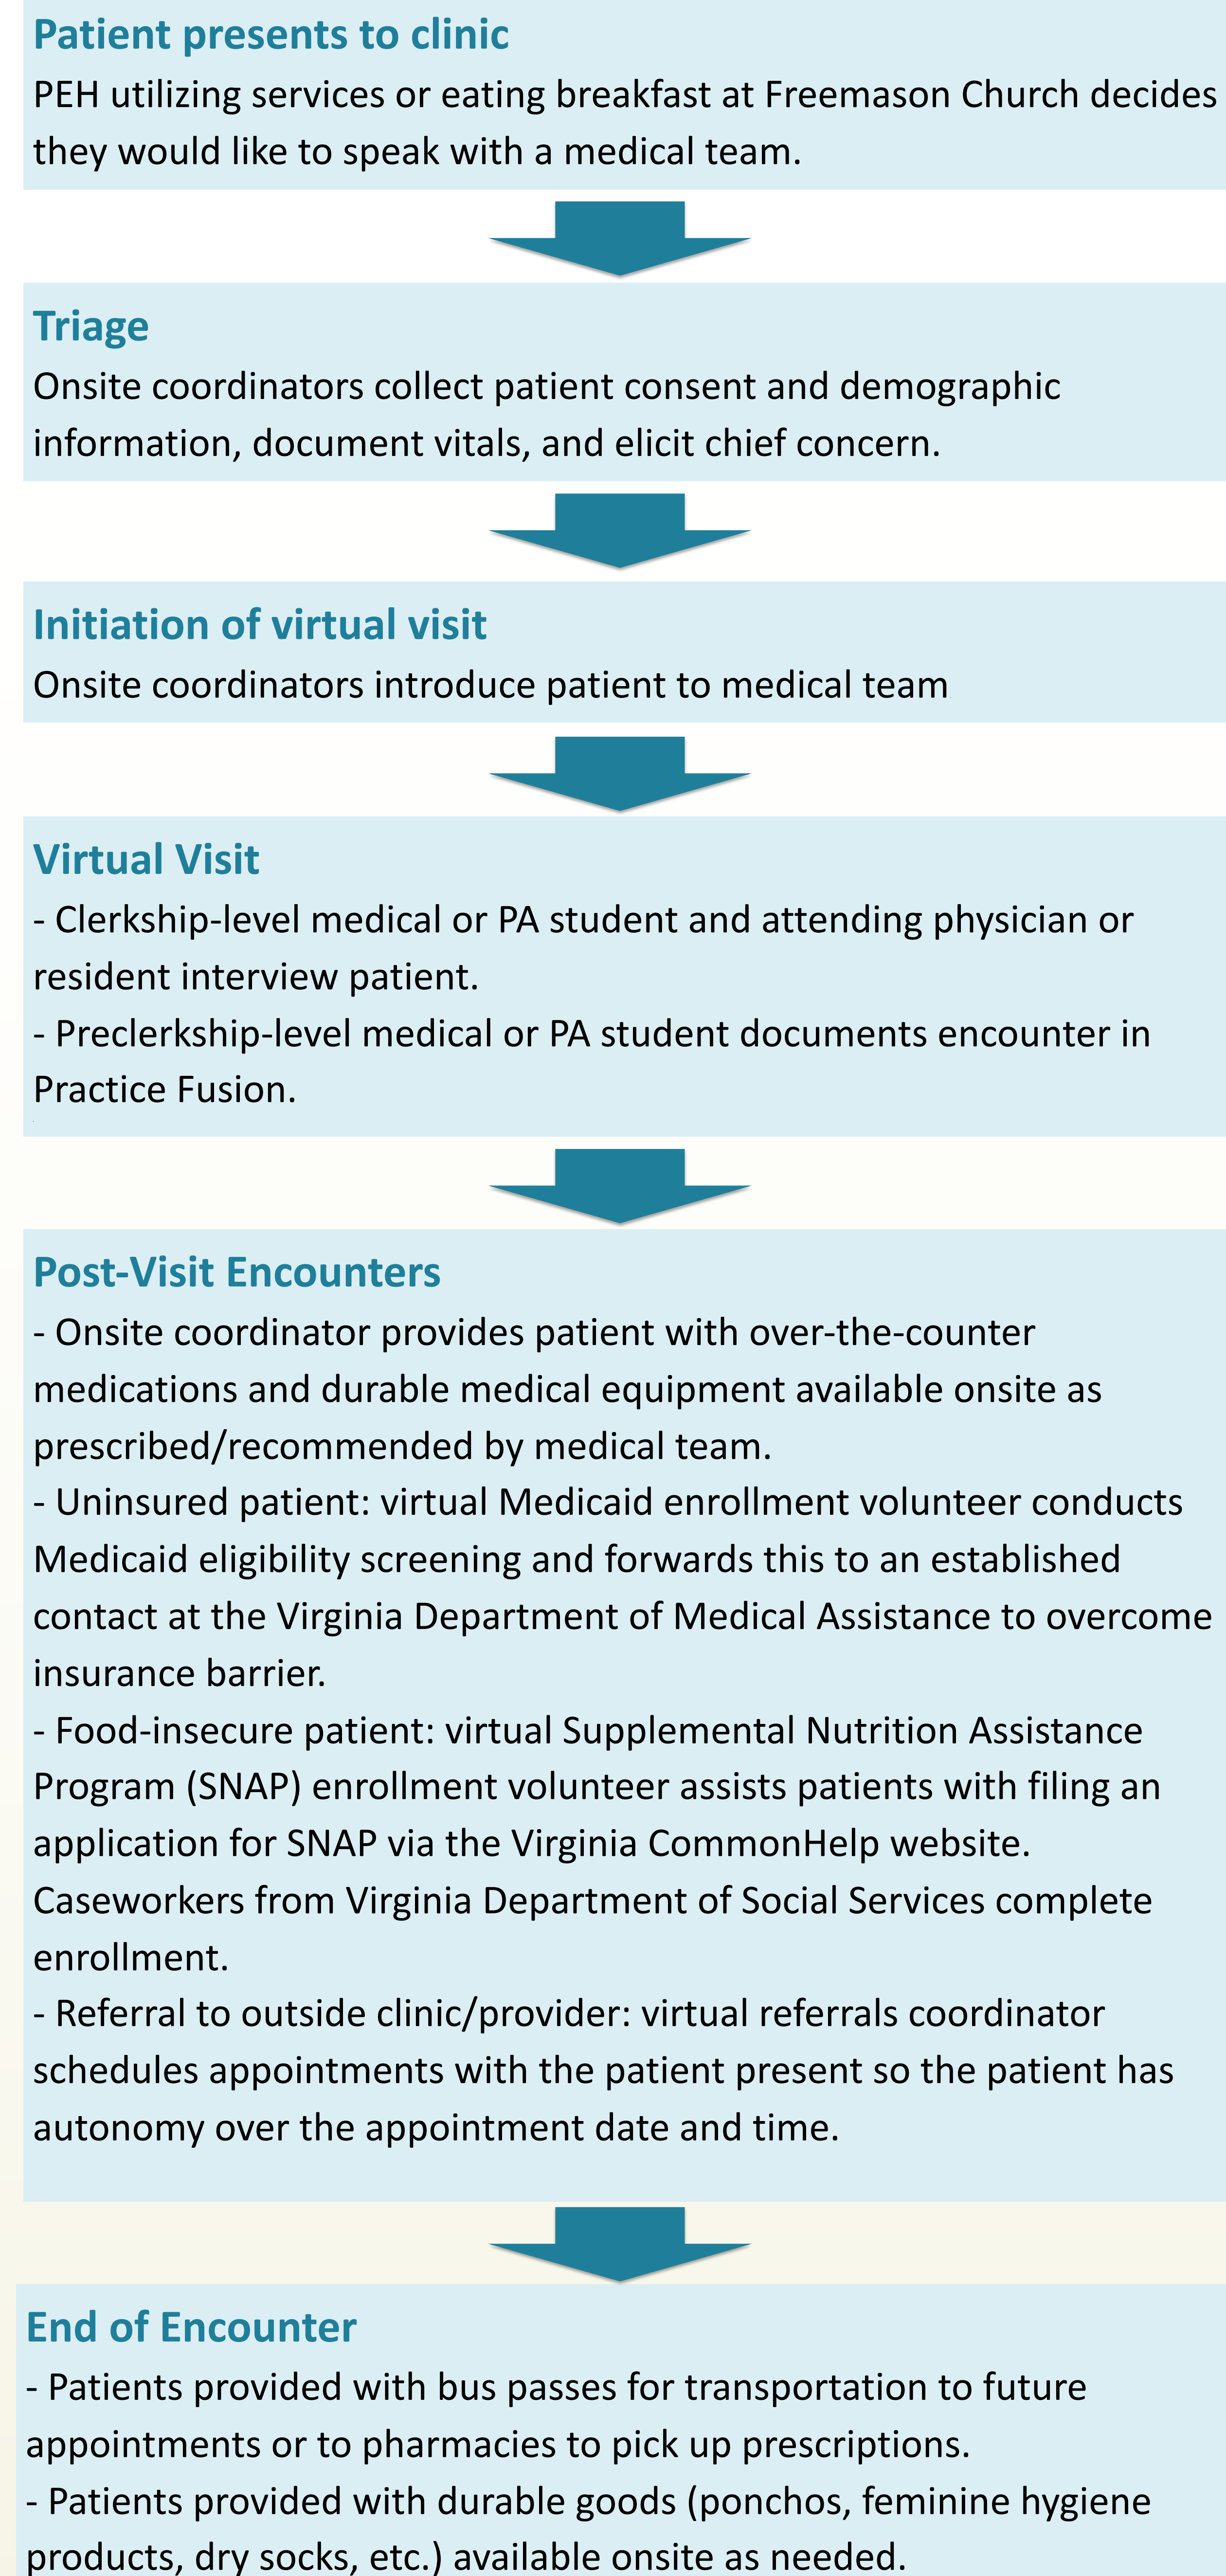 Patient presents to clinic
PEH utilizing services or eating breakfast at Freemason Church decides
they would like to speak with a medical team.
Triage
Onsite coordinators collect patient consent and demographic
information, document vitals, and elicit chief concern.
Initiation of virtual visit
Onsite coordinators introduce patient to medical team
Virtual Visit
- Clerkship-level medical or PA student and attending physician or
resident interview patient.
- Preclerkship-level medical or PA student documents encounter in
Practice Fusion.
Post-Visit Encounters
- Onsite coordinator provides patient with over-the-counter
medications and durable medical equipment available onsite as
prescribed/recommended by medical team.
- Uninsured patient: virtual Medicaid enrollment volunteer conducts
Medicaid eligibility screening and forwards this to an established
contact at the Virginia Department of Medical Assistance to overcome
insurance barrier.
- Food-insecure patient: virtual Supplemental Nutrition Assistance
Program (SNAP) enrollment volunteer assists patients with filing an
application for SNAP via the Virginia CommonHelp website.
Caseworkers from Virginia Department of Social Services complete
enrollment.
- Referral to outside clinic/provider: virtual referrals coordinator
schedules appointments with the patient present so the patient has
autonomy over the appointment date and time.
End of Encounter
- Patients provided with bus passes for transportation to future
appointments or to pharmacies to pick up prescriptions.
- Patients provided with durable goods (ponchos, feminine hygiene
products, dry socks, etc.) available onsite as needed.